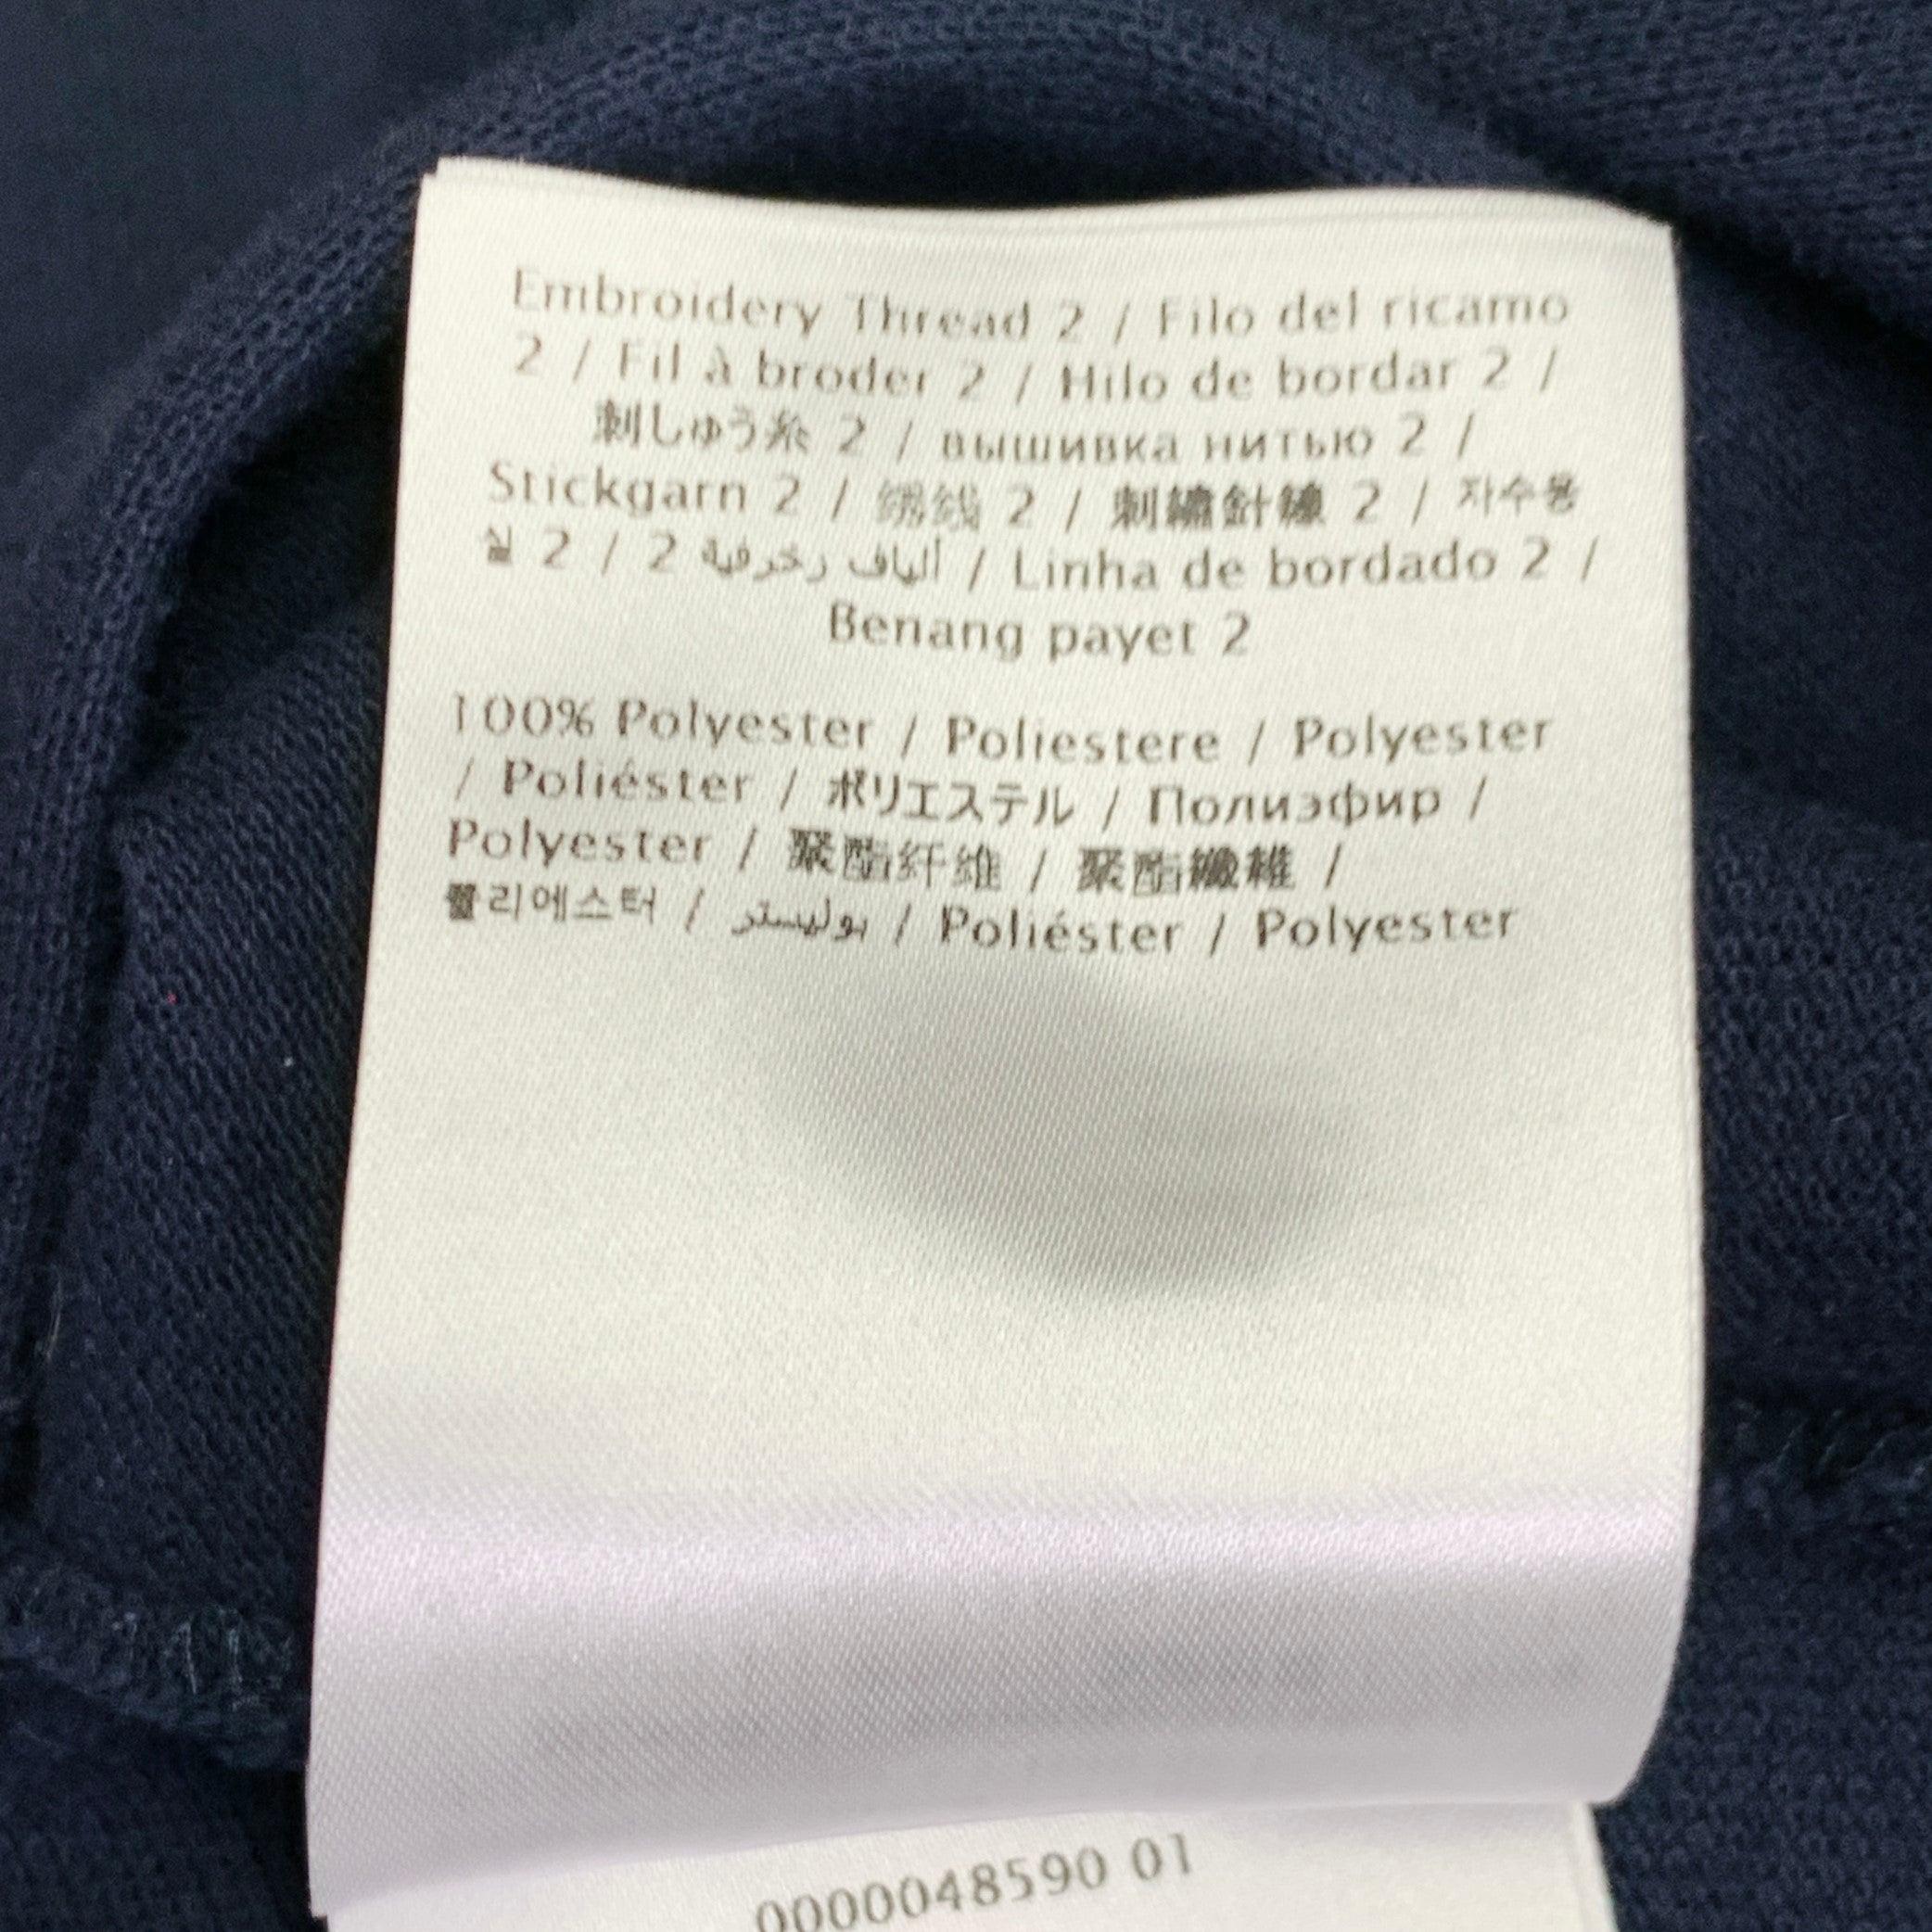 Embroidery Thread 2 / Filo del ricamo
2 / Fil à broder 2 / Hilo de bordar 2 /
刺しゅう糸 2 / вышивка нитью 2 /
Stickgarn 2 / 绣线 2 / 刺繡針線 2 / 자수용
실 2 / ألياف زخرفية 2 / Linha de bordado 2 /
Benang payet 2
100% Polyester / Poliestere / Polyester
/ Poliéster / ポリエステル / Полиэфир /
Polyester / 聚酯纤维 / 聚酯纖維 /
폴리에스터 / بوليستر / Poliéster / Polyester
0000048590 01